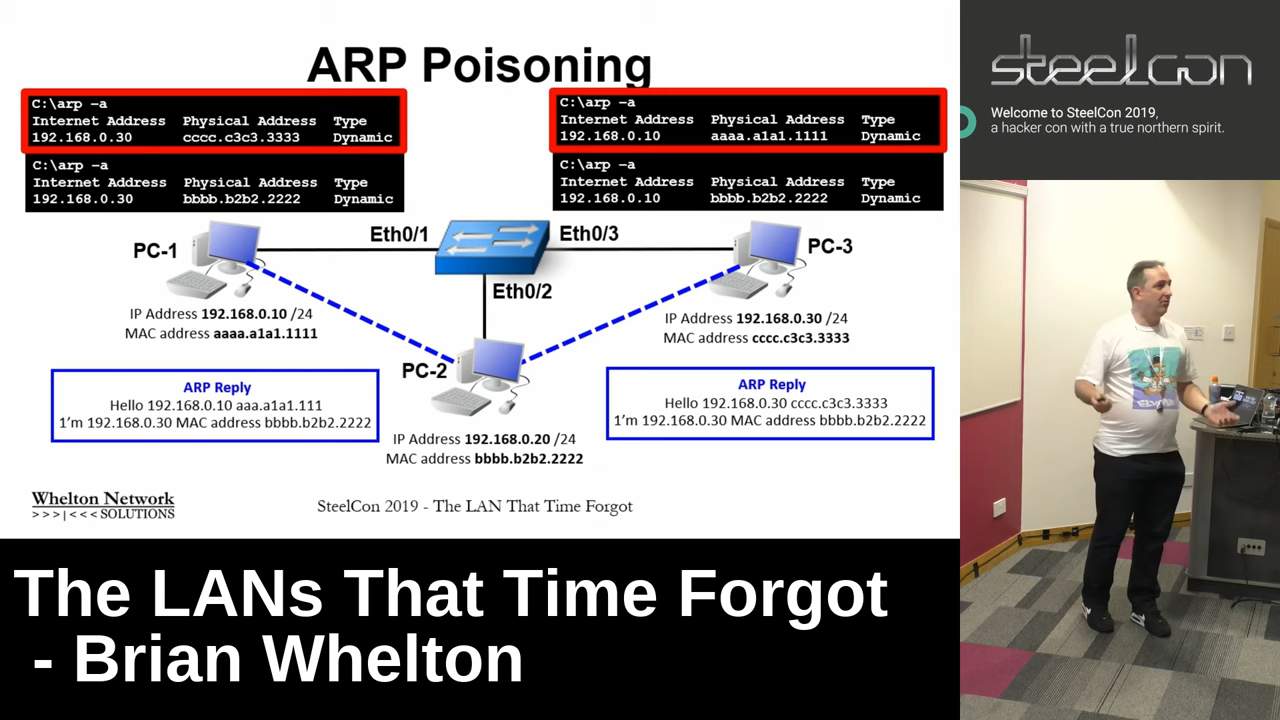 ARP Poisoning
C:\arp –a
Internet Address Physical Address Type
192.168.0.30 cccc.c3c3.3333 Dynamic
C:\arp –a
Internet Address Physical Address Type
192.168.0.30 bbbb.b2b2.2222 Dynamic
C:\arp –a
Internet Address Physical Address Type
192.168.0.10 aaaa.a1a1.1111 Dynamic
C:\arp –a
Internet Address Physical Address Type
192.168.0.10 bbbb.b2b2.2222 Dynamic
PC-1
Eth0/1
Eth0/3
PC-3
Eth0/2
IP Address 192.168.0.10 /24
MAC address aaaa.a1a1.1111
IP Address 192.168.0.30 /24
MAC address cccc.c3c3.3333
PC-2
ARP Reply
Hello 192.168.0.10 aaa.a1a1.111
1'm 192.168.0.30 MAC address bbbb.b2b2.2222
ARP Reply
Hello 192.168.0.30 cccc.c3c3.3333
1'm 192.168.0.10 MAC address bbbb.b2b2.2222
IP Address 192.168.0.20 /24
MAC address bbbb.b2b2.2222
Whelton Network
>>>|<<< SOLUTIONS
SteelCon 2019 - The LAN That Time Forgot
steelcon
Welcome to SteelCon 2019,
a hacker con with a true northern spirit.
The LANs That Time Forgot
- Brian Whelton